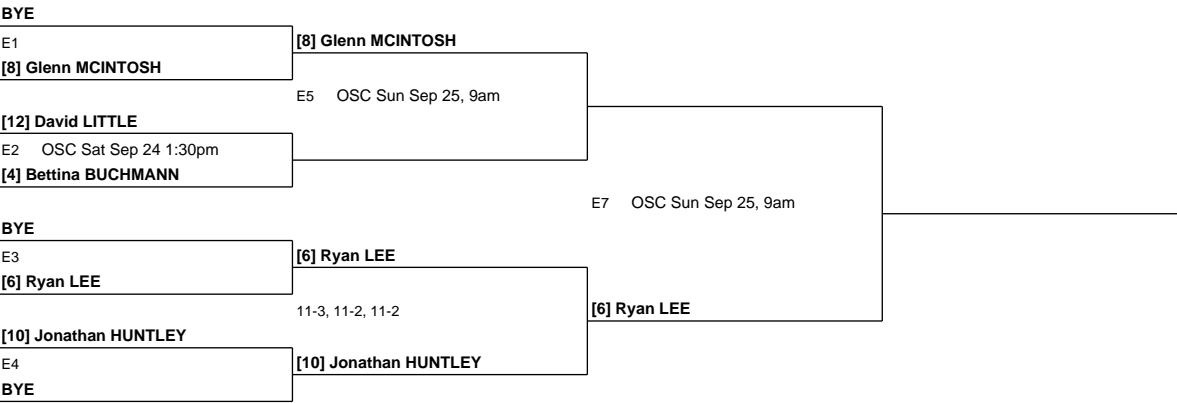 BYE
E1
[8] Glenn MCINTOSH
[8] Glenn MCINTOSH
E5 OSC Sun Sep 25, 9am
[12] David LITTLE
E2 OSC Sat Sep 24 1:30pm
[4] Bettina BUCHMANN
E7 OSC Sun Sep 25, 9am
BYE
E3
[6] Ryan LEE
[6] Ryan LEE
11-3, 11-2, 11-2
[6] Ryan LEE
[10] Jonathan HUNTLEY
E4
[10] Jonathan HUNTLEY
BYE